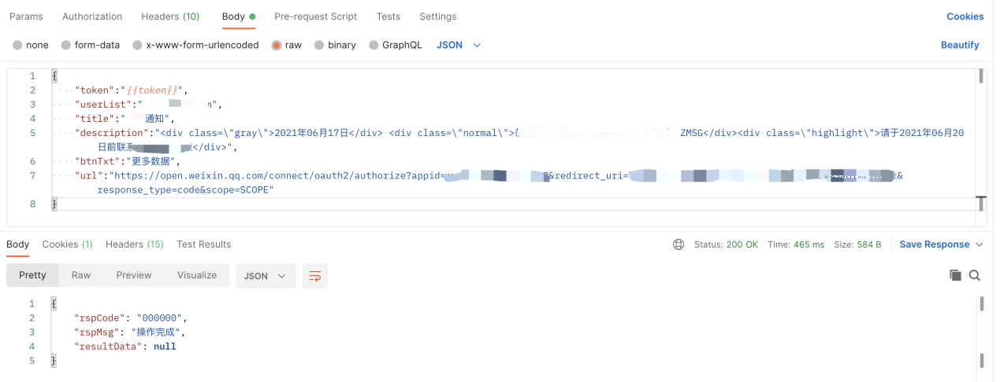 Params Authorization Headers (10) Body Pre-request Script Tests Settings Cookies
none form-data x-www-form-urlencoded raw binary GraphQL JSON Beautify
1 {
2 "token":"{{token}}",
3 "userList":" ",
4 "title":" 通知",
5 "description":"<div class=\"gray\">2021年06月17日</div> <div class=\"normal\"> ZMSG</div><div class=\"highlight\">请于2021年06月20
日前联系 </div>",
6 "btnTxt":"更多数据",
7 "url":"https://open.weixin.qq.com/connect/oauth2/authorize?appid= &redirect_uri= &
response_type=code&scope=SCOPE"
8 }
Body Cookies (1) Headers (15) Test Results Status: 200 OK Time: 465 ms Size: 584 B Save Response
Pretty Raw Preview Visualize JSON
1 {
2 "rspCode": "000000",
3 "rspMsg": "操作完成",
4 "resultData": null
5 }